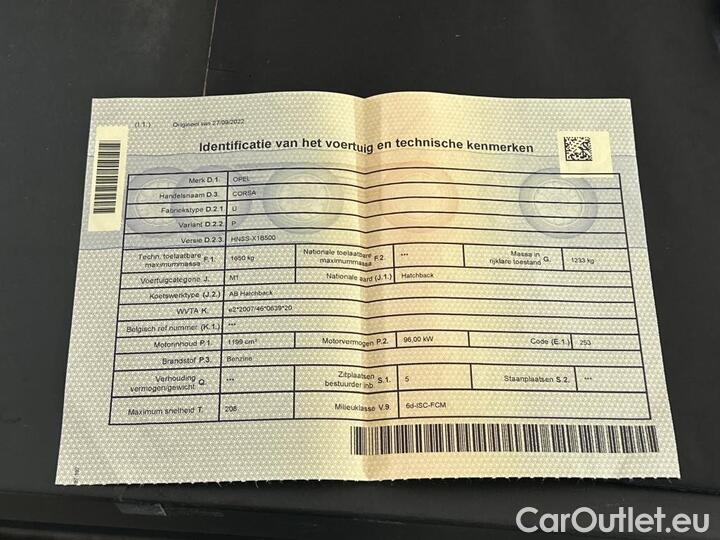 (I.1.) Origineel van 27/09/2022
Identificatie van het voertuig en technische kenmerken
Merk D.1. OPEL
Handelsnaam D.3. CORSA
Fabriekstype D.2.1 U
Variant D.2.2 P
Versie D.2.3 HNSS-X1B500
Techn. toelaatbare maximummassa F.1. 1650 kg Nationale toelaatbare maximummassa F.2. *** Massa in rijklare toestand G. 1233 kg
Voertuigcategorie J. M1 Nationale aard (J.1.) Hatchback
Koetswerktype (J.2.) AB Hatchback
WVTA K. e2*2007/46*0639*20
Belgisch ref nummer (K.1.) ***
Motorinhoud P.1. 1199 cm³ Motorvermogen P.2. 96,00 kW Code (E.1.) 253
Brandstof P.3. Benzine
Verhouding vermogen/gewicht Q. *** Zitplaatsen bestuurder inb. S.1. 5 Staanplaatsen S.2. ***
Maximum snelheid T. 208 Milieuklasse V.9. 6d-ISC-FCM
CarOutlet.eu